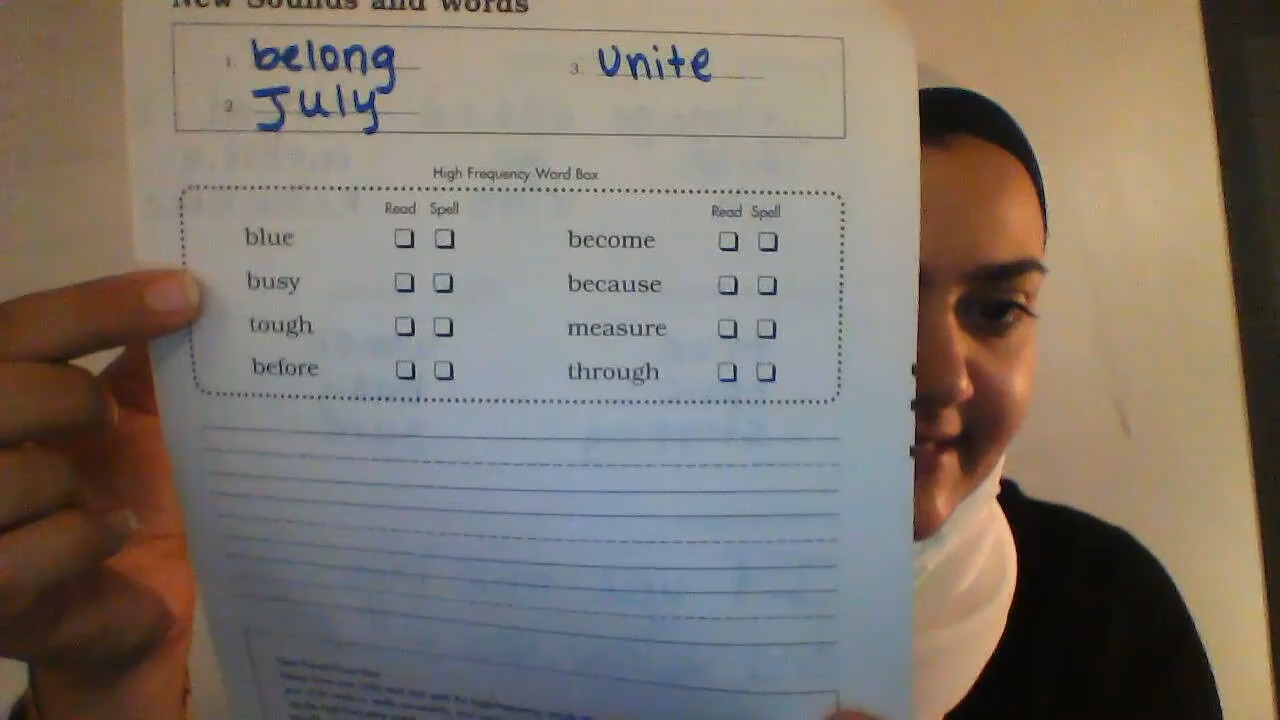 New Sounds and words
1. belong 3. Unite
2. July
High Frequency Word Box
Read Spell Read Spell
blue become
busy because
tough measure
before through